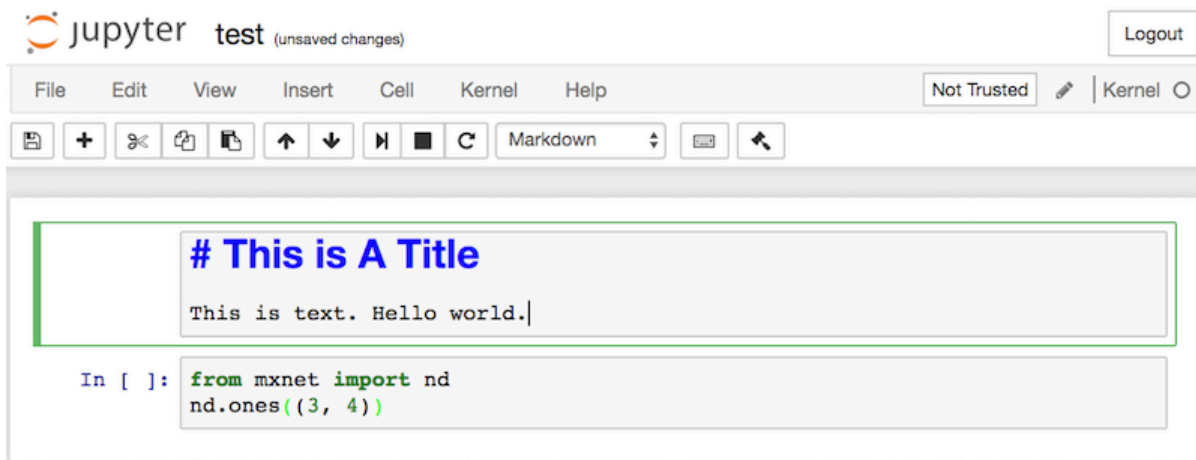 jupyter test (unsaved changes) Logout
File Edit View Insert Cell Kernel Help Not Trusted Kernel
Markdown
# This is A Title
This is text. Hello world.
In [ ]: from mxnet import nd
nd.ones((3, 4))